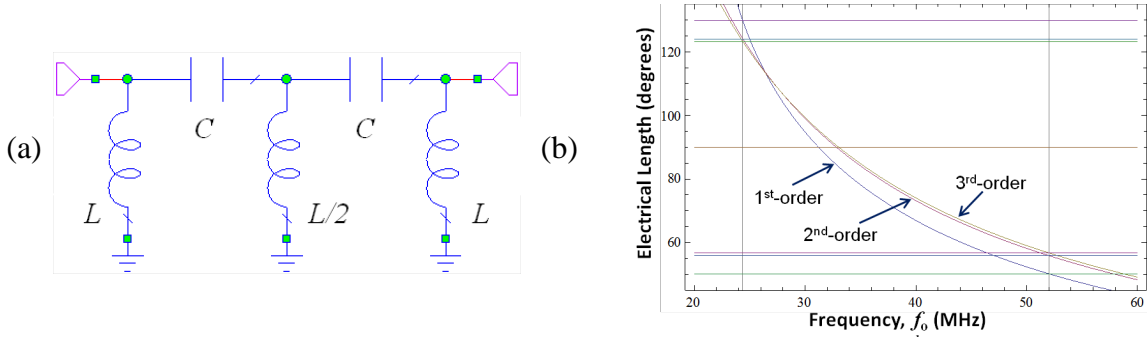 (a)
C
C
L
L/2
L
(b)
Electrical Length (degrees)
120
100
80
60
1st-order
2nd-order
3rd-order
20
30
40
50
60
Frequency, fo (MHz)